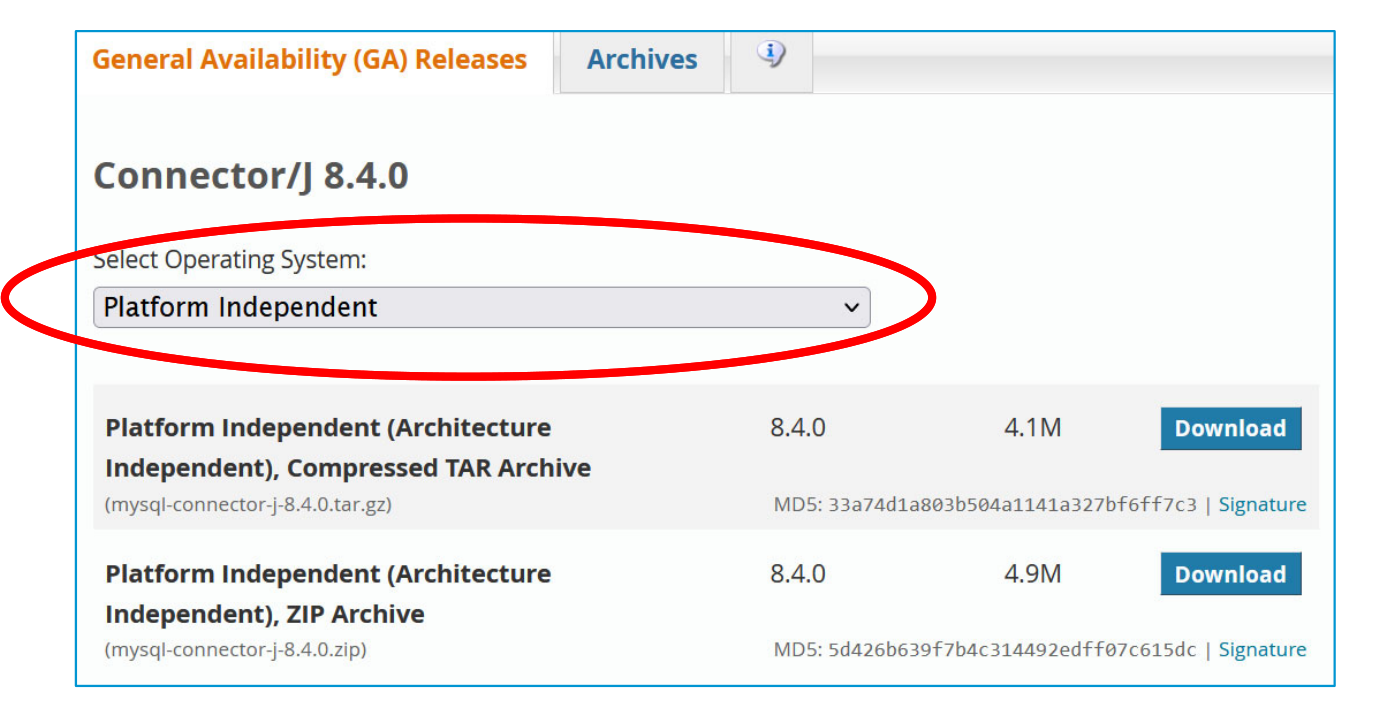 General Availability (GA) Releases Archives
Connector/J 8.4.0
Select Operating System:
Platform Independent
Platform Independent (Architecture 8.4.0 4.1M Download
Independent), Compressed TAR Archive
(mysql-connector-j-8.4.0.tar.gz) MD5: 33a74d1a803b504a1141a327bf6ff7c3 | Signature
Platform Independent (Architecture 8.4.0 4.9M Download
Independent), ZIP Archive
(mysql-connector-j-8.4.0.zip) MD5: 5d426b639f7b4c314492edff07c615dc | Signature